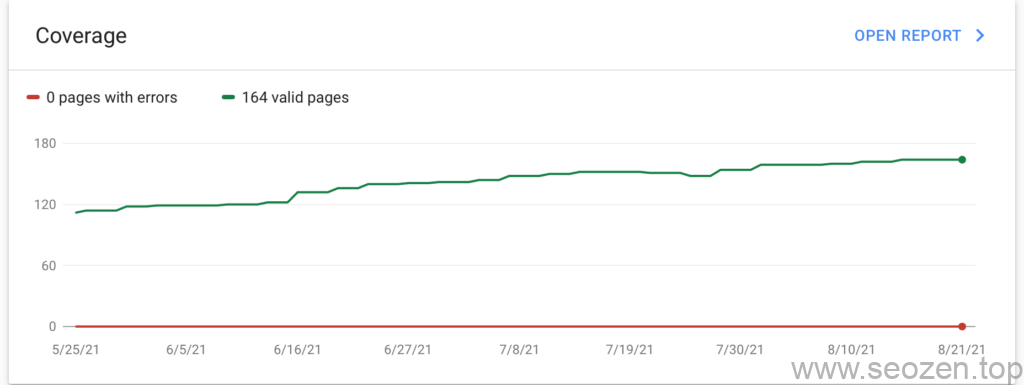 Coverage
OPEN REPORT
0 pages with errors
164 valid pages
180
120
60
0
5/25/21
6/5/21
6/16/21
6/27/21
7/8/21
7/19/21
7/30/21
8/10/21
8/21/21
www.seozen.top